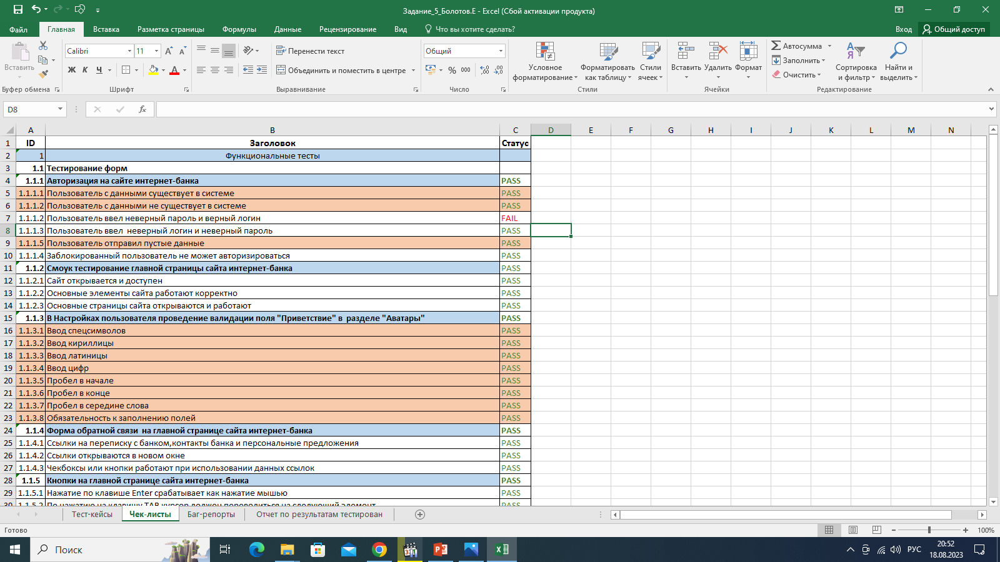 Задание_5_Болотов.Е - Excel (Сбой активации продукта)
Файл Главная Вставка Разметка страницы Формулы Данные Рецензирование Вид Что вы хотите сделать? Вход Общий доступ
Вставить
Буфер обмена
Calibri 11
Ж К Ч А
Шрифт
Перенести текст
Объединить и поместить в центре
Выравнивание
Общий
% 000
Число
Условное форматирование
Форматировать как таблицу
Стили ячеек
Стили
Вставить Удалить Формат
Ячейки
Автосумма
Заполнить
Очистить
Сортировка и фильтр
Найти и выделить
Редактирование
D8 fx
A B C D E F G H I J K L M N
1 ID Заголовок Статус
2 1 Функциональные тесты
3 1.1 Тестирование форм
4 1.1.1 Авторизация на сайте интернет-банка PASS
5 1.1.1.1 Пользователь с данными существует в системе PASS
6 1.1.1.2 Пользователь с данными не существует в системе PASS
7 1.1.1.2 Пользователь ввел неверный пароль и верный логин FAIL
8 1.1.1.3 Пользователь ввел  неверный логин и неверный пароль PASS
9 1.1.1.5 Пользователь отправил пустые данные PASS
10 1.1.1.4 Заблокированный пользователь не может авторизироваться PASS
11 1.1.2 Смоук тестирование главной страницы сайта интернет-банка PASS
12 1.1.2.1 Сайт открывается и доступен PASS
13 1.1.2.2 Основные элементы сайта работают корректно PASS
14 1.1.2.3 Основные страницы сайта открываются и работают PASS
15 1.1.3 В Настройках пользователя проведение валидации поля "Приветствие" в  разделе "Аватары" PASS
16 1.1.3.1 Ввод спецсимволов PASS
17 1.1.3.2 Ввод кириллицы PASS
18 1.1.3.3 Ввод латиницы PASS
19 1.1.3.4 Ввод цифр PASS
20 1.1.3.5 Пробел в начале PASS
21 1.1.3.6 Пробел в конце PASS
22 1.1.3.7 Пробел в середине слова PASS
23 1.1.3.8 Обязательность к заполнению полей PASS
24 1.1.4 Форма обратной связи  на главной странице сайта интернет-банка PASS
25 1.1.4.1 Ссылки на переписку с банком,контакты банка и персональные предложения PASS
26 1.1.4.2 Ссылки открываются в новом окне PASS
27 1.1.4.3 Чекбоксы или кнопки работают при использовании данных ссылок PASS
28 1.1.5 Кнопки на главной странице сайта интернет-банка PASS
29 1.1.5.1 Нажатие по клавише Enter срабатывает как нажатие мышью PASS
30 1.1.5.2 По нажатию на клавишу TAB курсор должен переводиться на следующий элемент PASS
Тест-кейсы Чек-листы Баг-репорты Отчет по результатам тестирован
Готово 100%
Поиск
РУС 20:52
18.08.2023